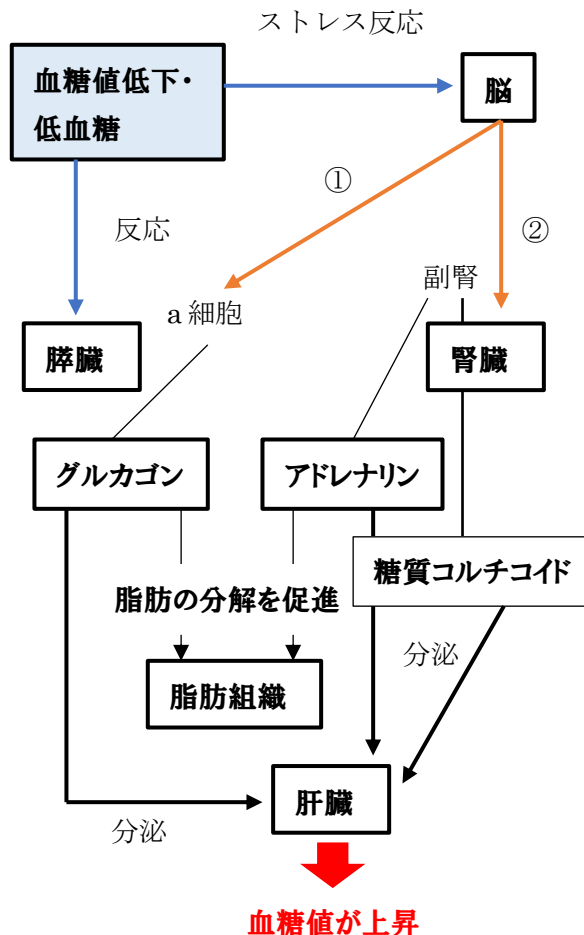 ストレス反応
血糖値低下・
低血糖
脳
①
②
反応
副腎
a細胞
膵臓
腎臓
グルカゴン
アドレナリン
糖質コルチコイド
脂肪の分解を促進
分泌
脂肪組織
肝臓
分泌
血糖値が上昇